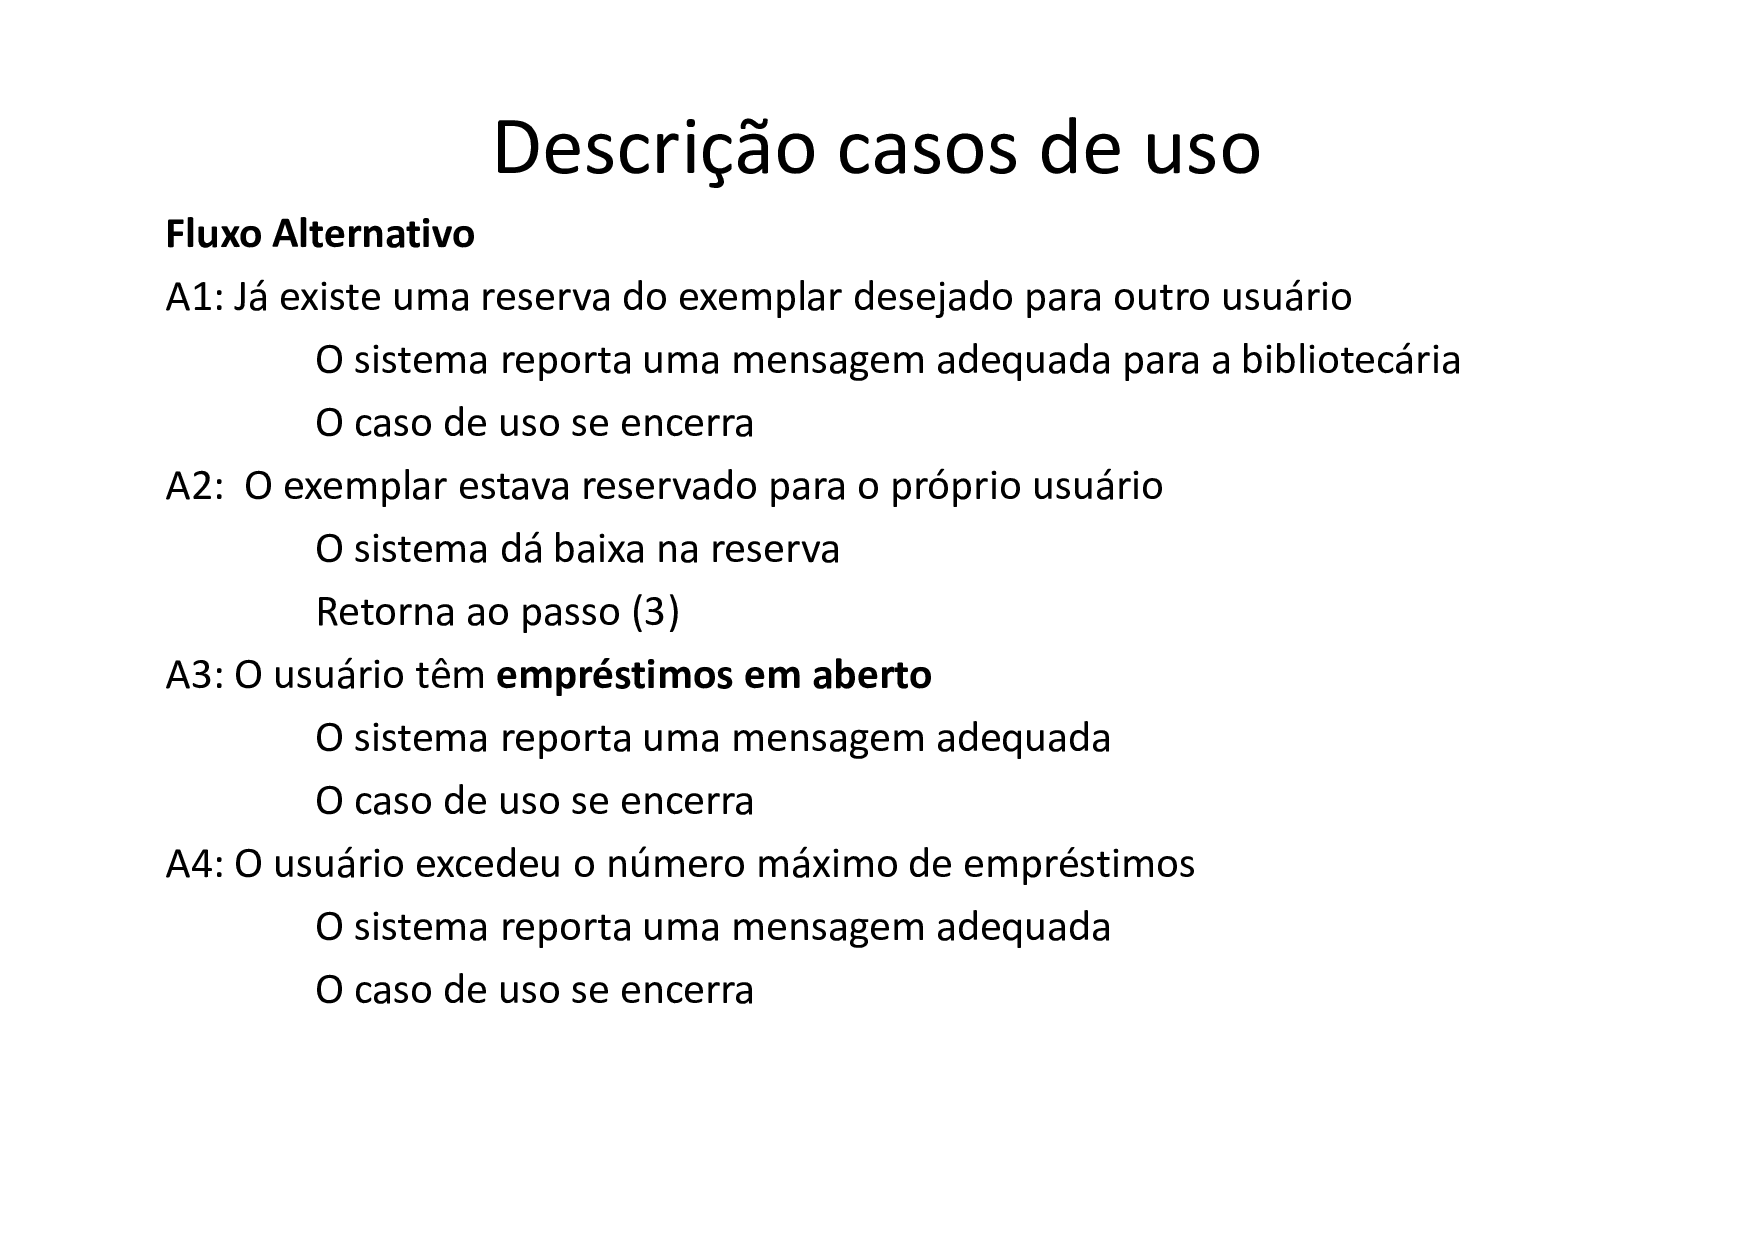 Descrição casos de uso
Fluxo Alternativo
A1: Já existe uma reserva do exemplar desejado para outro usuário
O sistema reporta uma mensagem adequada para a bibliotecária
O caso de uso se encerra
A2: O exemplar estava reservado para o próprio usuário
O sistema dá baixa na reserva
Retorna ao passo (3)
A3: O usuário têm empréstimos em aberto
O sistema reporta uma mensagem adequada
O caso de uso se encerra
A4: O usuário excedeu o número máximo de empréstimos
O sistema reporta uma mensagem adequada
O caso de uso se encerra